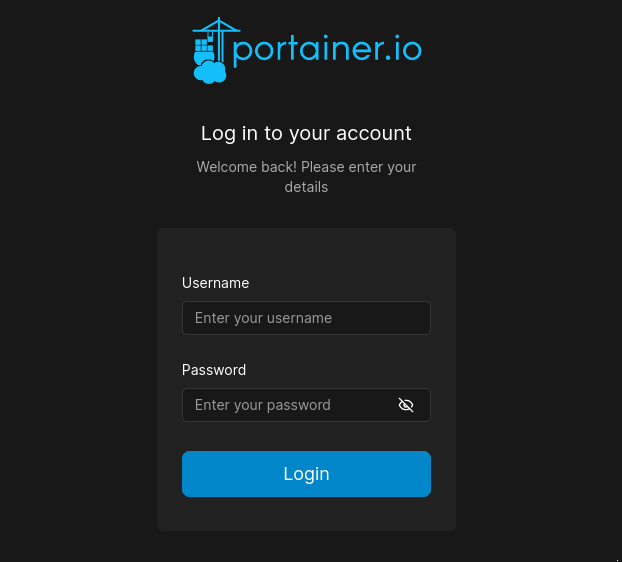 portainer.io
Log in to your account
Welcome back! Please enter your
details
Username
Enter your username
Password
Enter your password
Login